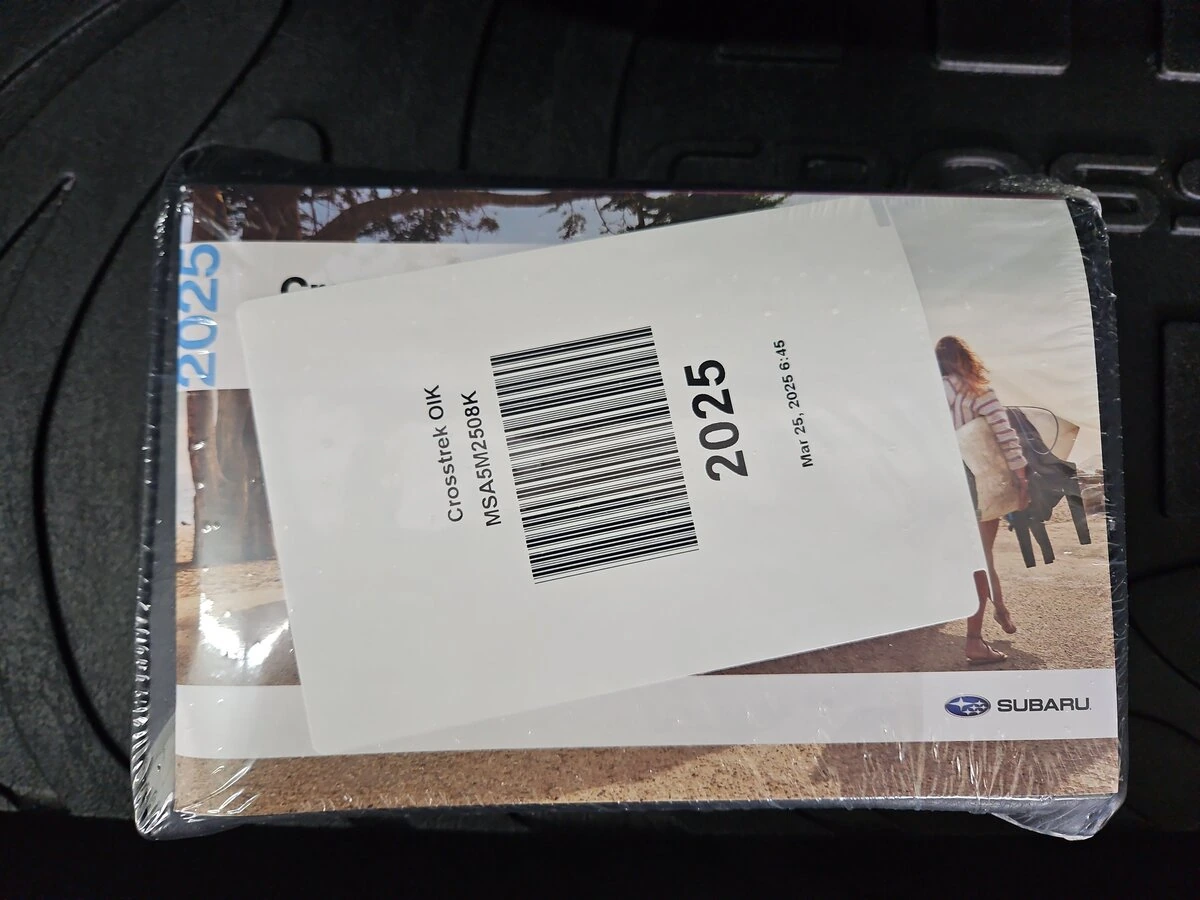 2025
Crosstrek OIK
MSA5M2508K
2025
Mar 25, 2025 6:45
SUBARU